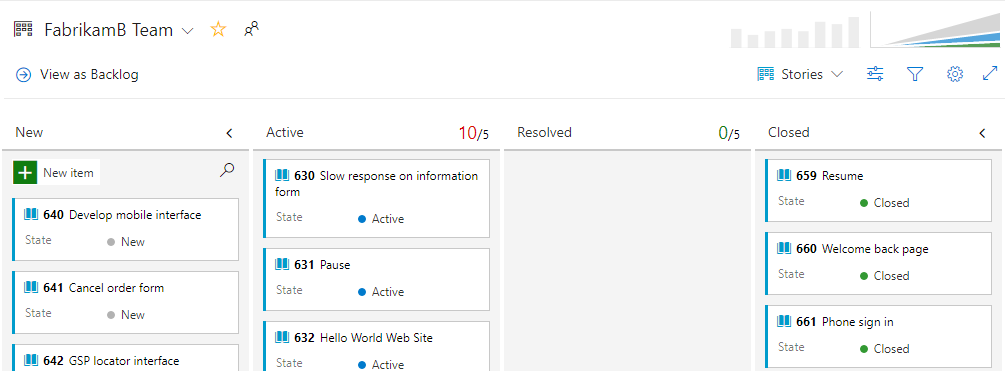 FabrikamB Team
View as Backlog
Stories
New
Active 10/5
Resolved 0/5
Closed
New item
640 Develop mobile interface
State New
641 Cancel order form
State New
642 GSP locator interface
630 Slow response on information
form
State Active
631 Pause
State Active
632 Hello World Web Site
State Active
659 Resume
State Closed
660 Welcome back page
State Closed
661 Phone sign in
State Closed